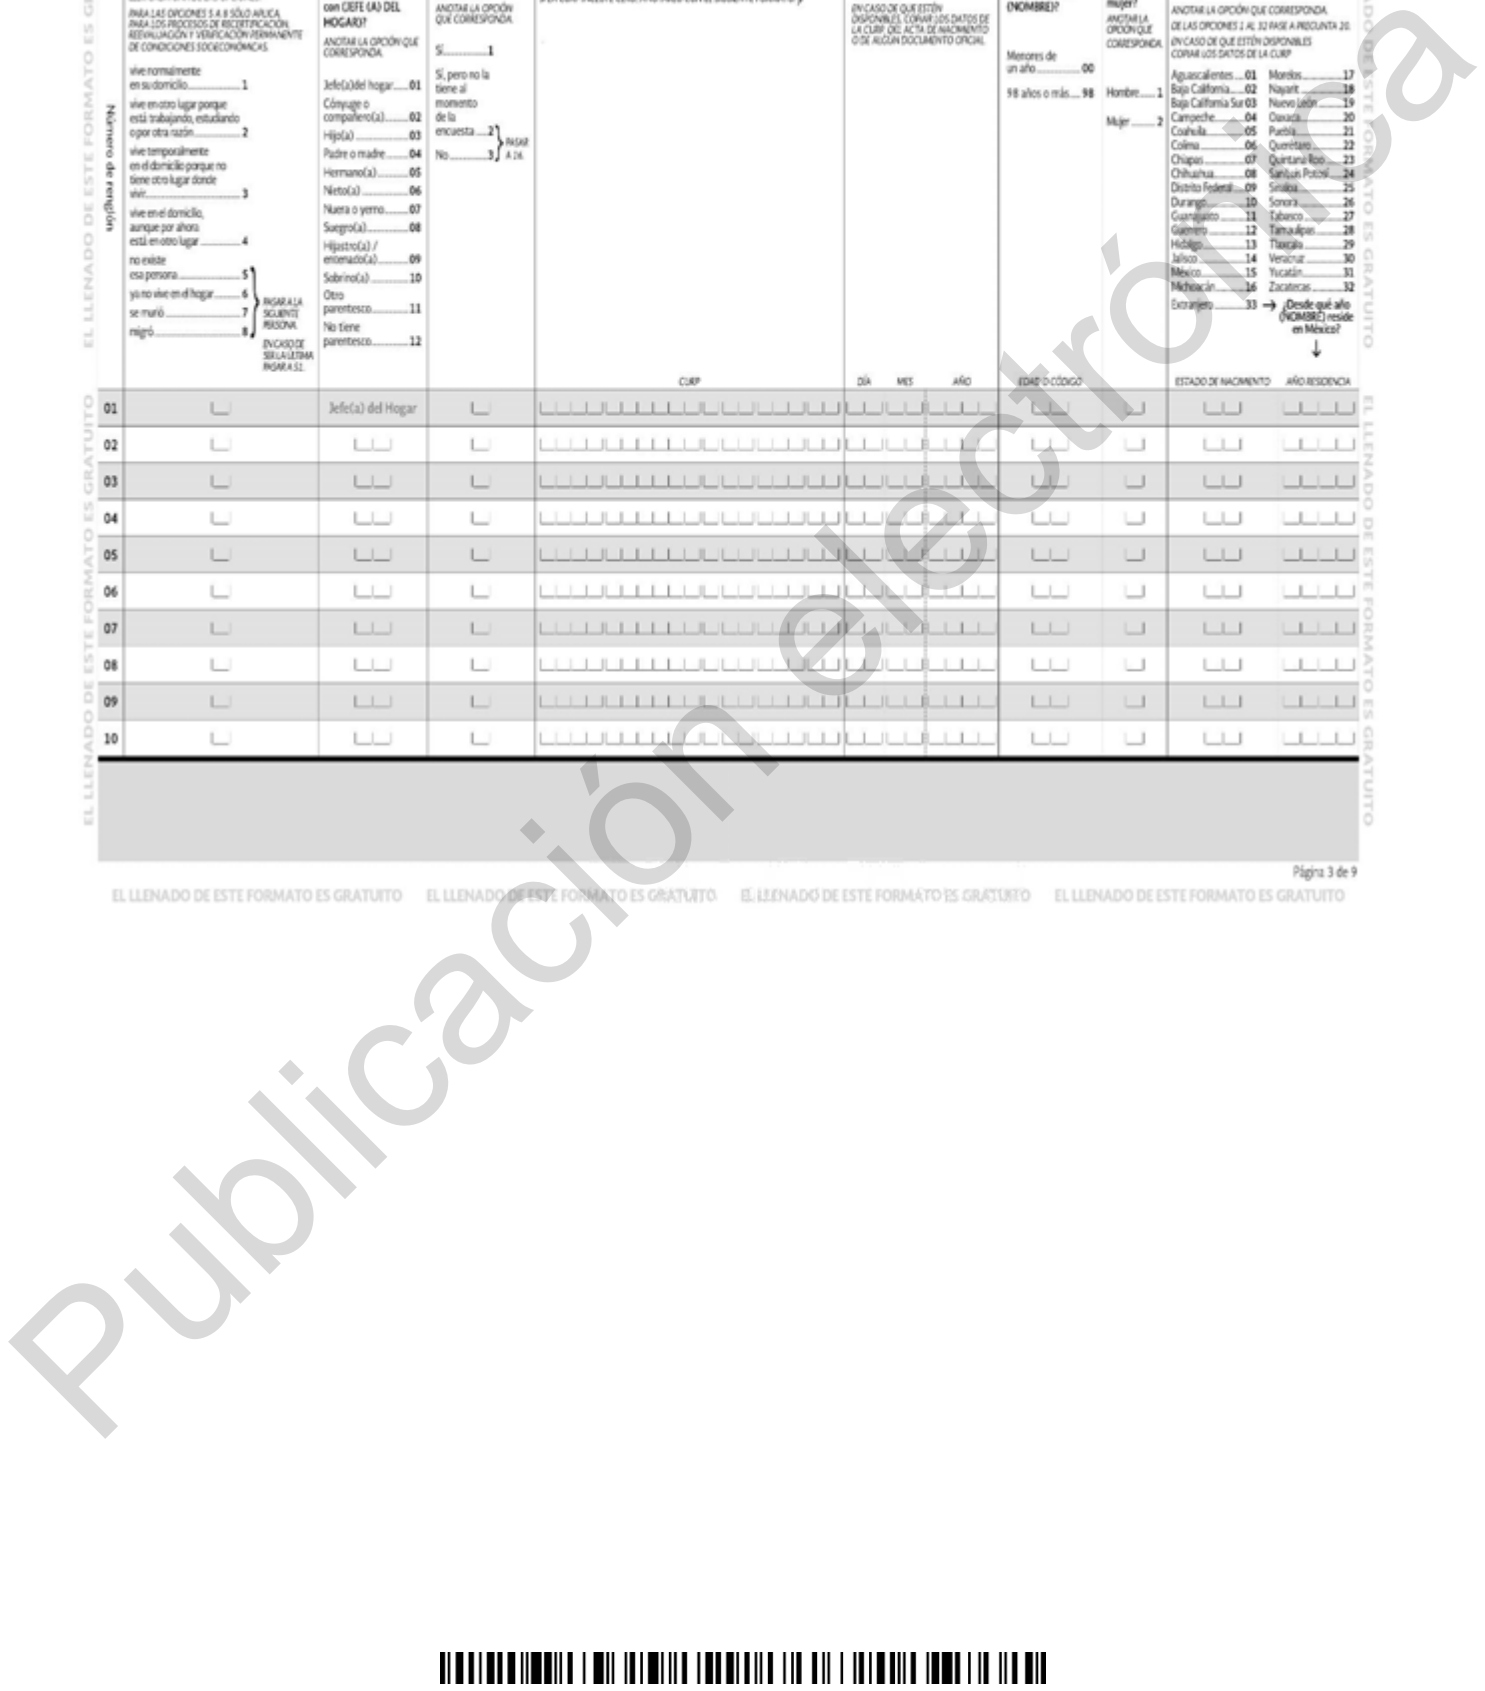 con (JEFE (A) DEL
HOGAR)?
ANOTAR LA OPCIÓN QUE
CORRESPONDA.
Jefe(a)del hogar......01
Cónyuge o
compañero(a)..........02
Hijo(a)..................03
Padre o madre........04
Hermano(a)............05
Nieto(a)................06
Nuera o yerno.........07
Suegro(a)..............08
Hijastro(a) /
entenado(a)............09
Sobrino(a)..............10
Otro
parentesco..............11
No tiene
parentesco..............12
PARA LAS OPCIONES 5 A 8 SÓLO APLICA
PARA LOS PROCESOS DE RECERTIFICACIÓN,
REEVALUACIÓN Y VERIFICACIÓN PERMANENTE
DE CONDICIONES SOCIECONÓMICAS.
vive normalmente
en su domicilio.................1
vive en otro lugar porque
está trabajando, estudiando
o por otra razón................2
vive temporalmente
en el domicilio porque no
tiene otro lugar donde
vivir...............................3
vive en el domicilio,
aunque por ahora
está en otro lugar..............4
no existe
esa persona.....................5
ya no vive en el hogar........6
se murió.........................7
migró.............................8
PASAR A LA
SIGUIENTE
PERSONA.
EN CASO DE
SER LA ÚLTIMA
PASAR A 51.
Número de renglón
ANOTAR LA OPCIÓN
QUE CORRESPONDA.
Sí..............1
Sí, pero no la
tiene al
momento
de la
encuesta....2
No.............3
PASAR
A 16.
EN CASO DE QUE ESTÉN
DISPONIBLES, COPIAR LOS DATOS DE
LA CURP, DEL ACTA DE NACIMIENTO
O DE ALGÚN DOCUMENTO OFICIAL.
(NOMBRE)?
Menores de
un año..............00
98 años o más....98
mujer?
ANOTAR LA
OPCIÓN QUE
CORRESPONDA.
Hombre......1
Mujer.........2
ANOTAR LA OPCIÓN QUE CORRESPONDA.
DE LAS OPCIONES 1 AL 32 PASE A PREGUNTA 20.
EN CASO DE QUE ESTÉN DISPONIBLES
COPIAR LOS DATOS DE LA CURP
Aguascalientes....01 Morelos..............17
Baja California.....02 Nayarit...............18
Baja California Sur 03 Nuevo León..........19
Campeche..........04 Oaxaca...............20
Coahuila.............05 Puebla................21
Colima...............06 Querétaro............22
Chiapas..............07 Quintana Roo.......23
Chihuahua..........08 San Luis Potosí.....24
Distrito Federal....09 Sinaloa...............25
Durango.............10 Sonora...............26
Guanajuato.........11 Tabasco..............27
Guerrero............12 Tamaulipas..........28
Hidalgo..............13 Tlaxcala..............29
Jalisco................14 Veracruz.............30
México...............15 Yucatán..............31
Michoacán..........16 Zacatecas............32
Extranjero...........33 → ¿Desde qué año
(NOMBRE) reside
en México?
↓
CURP DÍA MES AÑO EDAD O CÓDIGO ESTADO DE NACIMIENTO AÑO RESIDENCIA
01 Jefe(a) del Hogar
02
03
04
05
06
07
08
09
10
Página 3 de 9
EL LLENADO DE ESTE FORMATO ES GRATUITO EL LLENADO DE ESTE FORMATO ES GRATUITO EL LLENADO DE ESTE FORMATO ES GRATUITO EL LLENADO DE ESTE FORMATO ES GRATUITO
EL LLENADO DE ESTE FORMATO ES GRATUITO
EL LLENADO DE ESTE FORMATO ES GRATUITO
Publicación electrónica